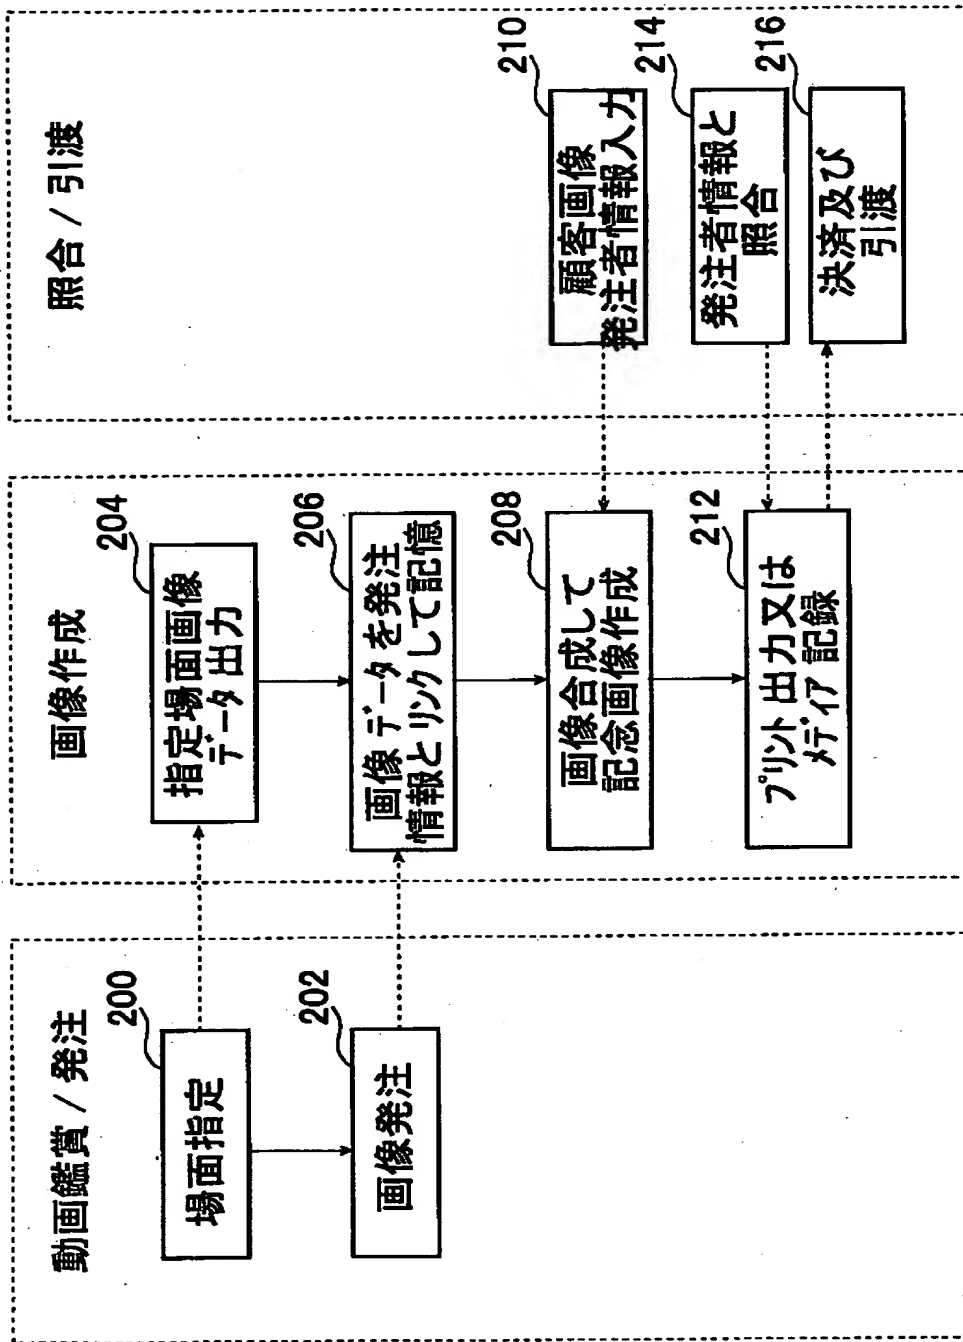 動画鑑賞 / 発注
200
場面指定
202
画像発注
画像作成
204
指定場面画像
データ出力
206
画像データを発注
情報とリンクして記憶
208
画像合成して
記念画像作成
212
プリント出力又は
メディア記録
照合 / 引渡
210
顧客画像
発注者情報入力
214
発注者情報と
照合
216
決済及び
引渡